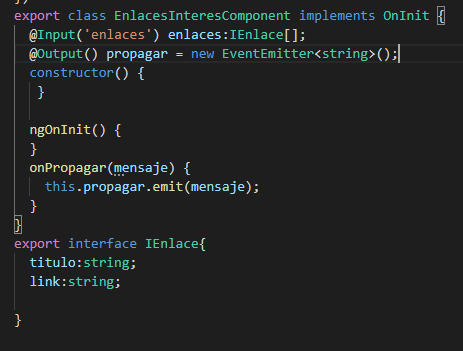 })
export class EnlacesInteresComponent implements OnInit {
  @Input('enlaces') enlaces:IEnlace[];
  @Output() propagar = new EventEmitter<string>();
  constructor() {
   }

  ngOnInit() {
  }
  onPropagar(mensaje) {
    this.propagar.emit(mensaje);
  }
}
export interface IEnlace{
  titulo:string;
  link:string;

}